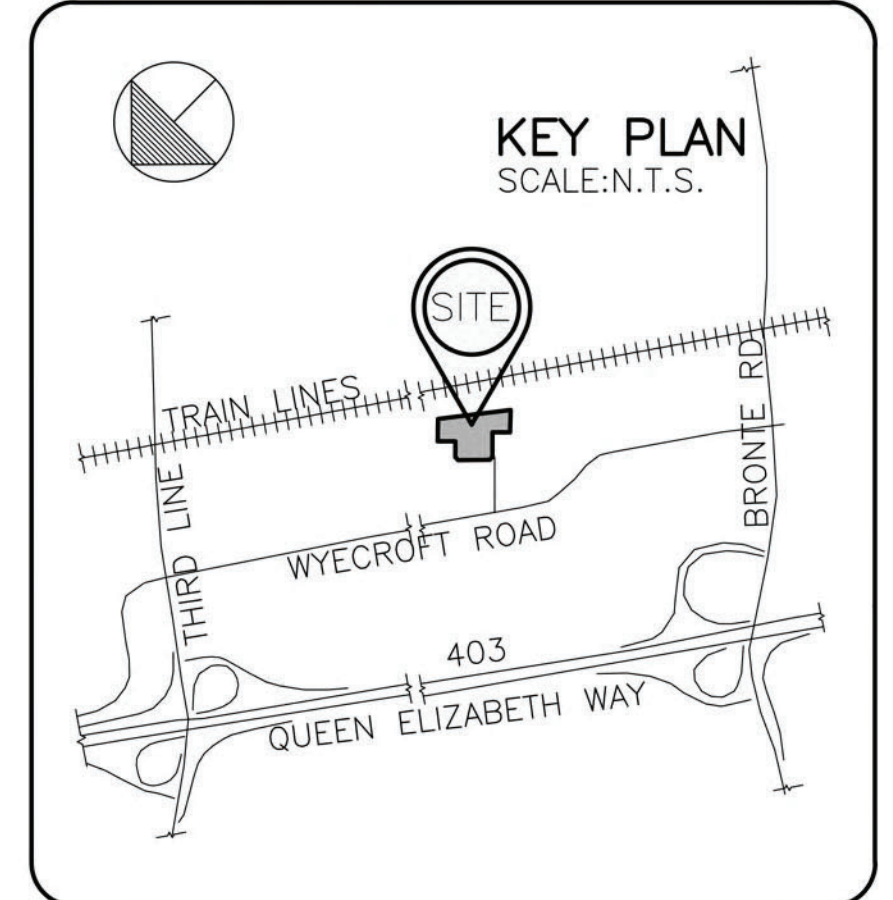 KEY PLAN
SCALE:N.T.S.
SITE
TRAIN LINES
BRONTE RD
THIRD LINE
WYECROFT ROAD
403
QUEEN ELIZABETH WAY